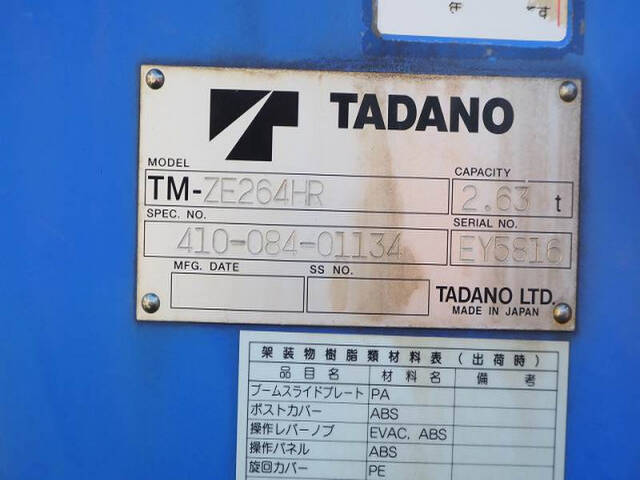 年 す
TADANO
MODEL
TM-ZE264HR
CAPACITY
2.63 t
SPEC. NO.
410-084-01134
SERIAL NO.
EY5816
MFG. DATE
SS NO.
TADANO LTD.
MADE IN JAPAN
架装物樹脂類材料表(出荷時)
品目名 材料名 備考
ブームスライドプレート PA
ポストカバー ABS
操作レバーノブ EVAC, ABS
操作パネル ABS
旋回カバー PE